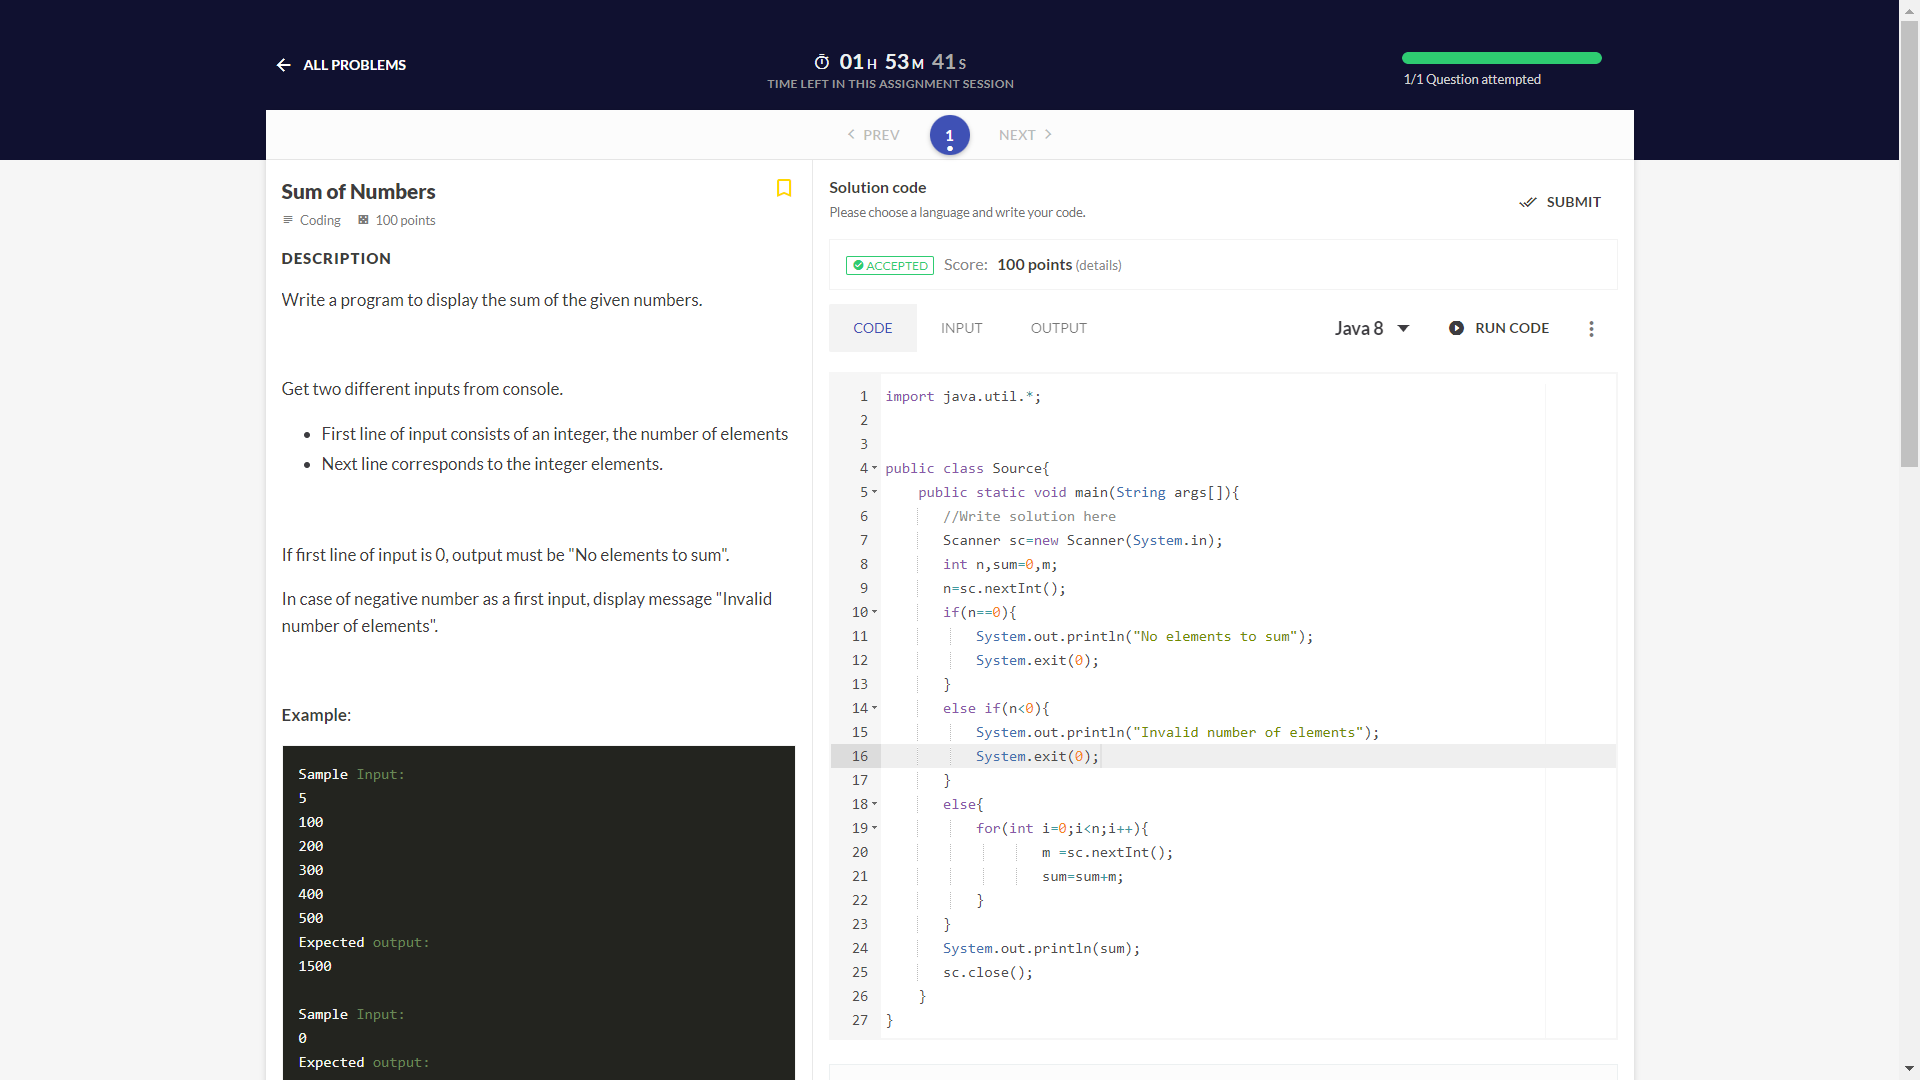 ALL PROBLEMS
01 H 53 M 41 S
TIME LEFT IN THIS ASSIGNMENT SESSION
1/1 Question attempted
PREV
1
NEXT
Sum of Numbers
Coding 100 points
DESCRIPTION
Write a program to display the sum of the given numbers.
Get two different inputs from console.
• First line of input consists of an integer, the number of elements
• Next line corresponds to the integer elements.
If first line of input is 0, output must be "No elements to sum".
In case of negative number as a first input, display message "Invalid
number of elements".
Example:
Sample Input:
5
100
200
300
400
500
Expected output:
1500
Sample Input:
0
Expected output:
Solution code
Please choose a language and write your code.
SUBMIT
ACCEPTED Score: 100 points (details)
CODE INPUT OUTPUT Java 8 RUN CODE
1 import java.util.*;
2
3
4 public class Source{
5 public static void main(String args[]){
6 //Write solution here
7 Scanner sc=new Scanner(System.in);
8 int n,sum=0,m;
9 n=sc.nextInt();
10 if(n==0){
11 System.out.println("No elements to sum");
12 System.exit(0);
13 }
14 else if(n<0){
15 System.out.println("Invalid number of elements");
16 System.exit(0);
17 }
18 else{
19 for(int i=0;i<n;i++){
20 m =sc.nextInt();
21 sum=sum+m;
22 }
23 }
24 System.out.println(sum);
25 sc.close();
26 }
27 }